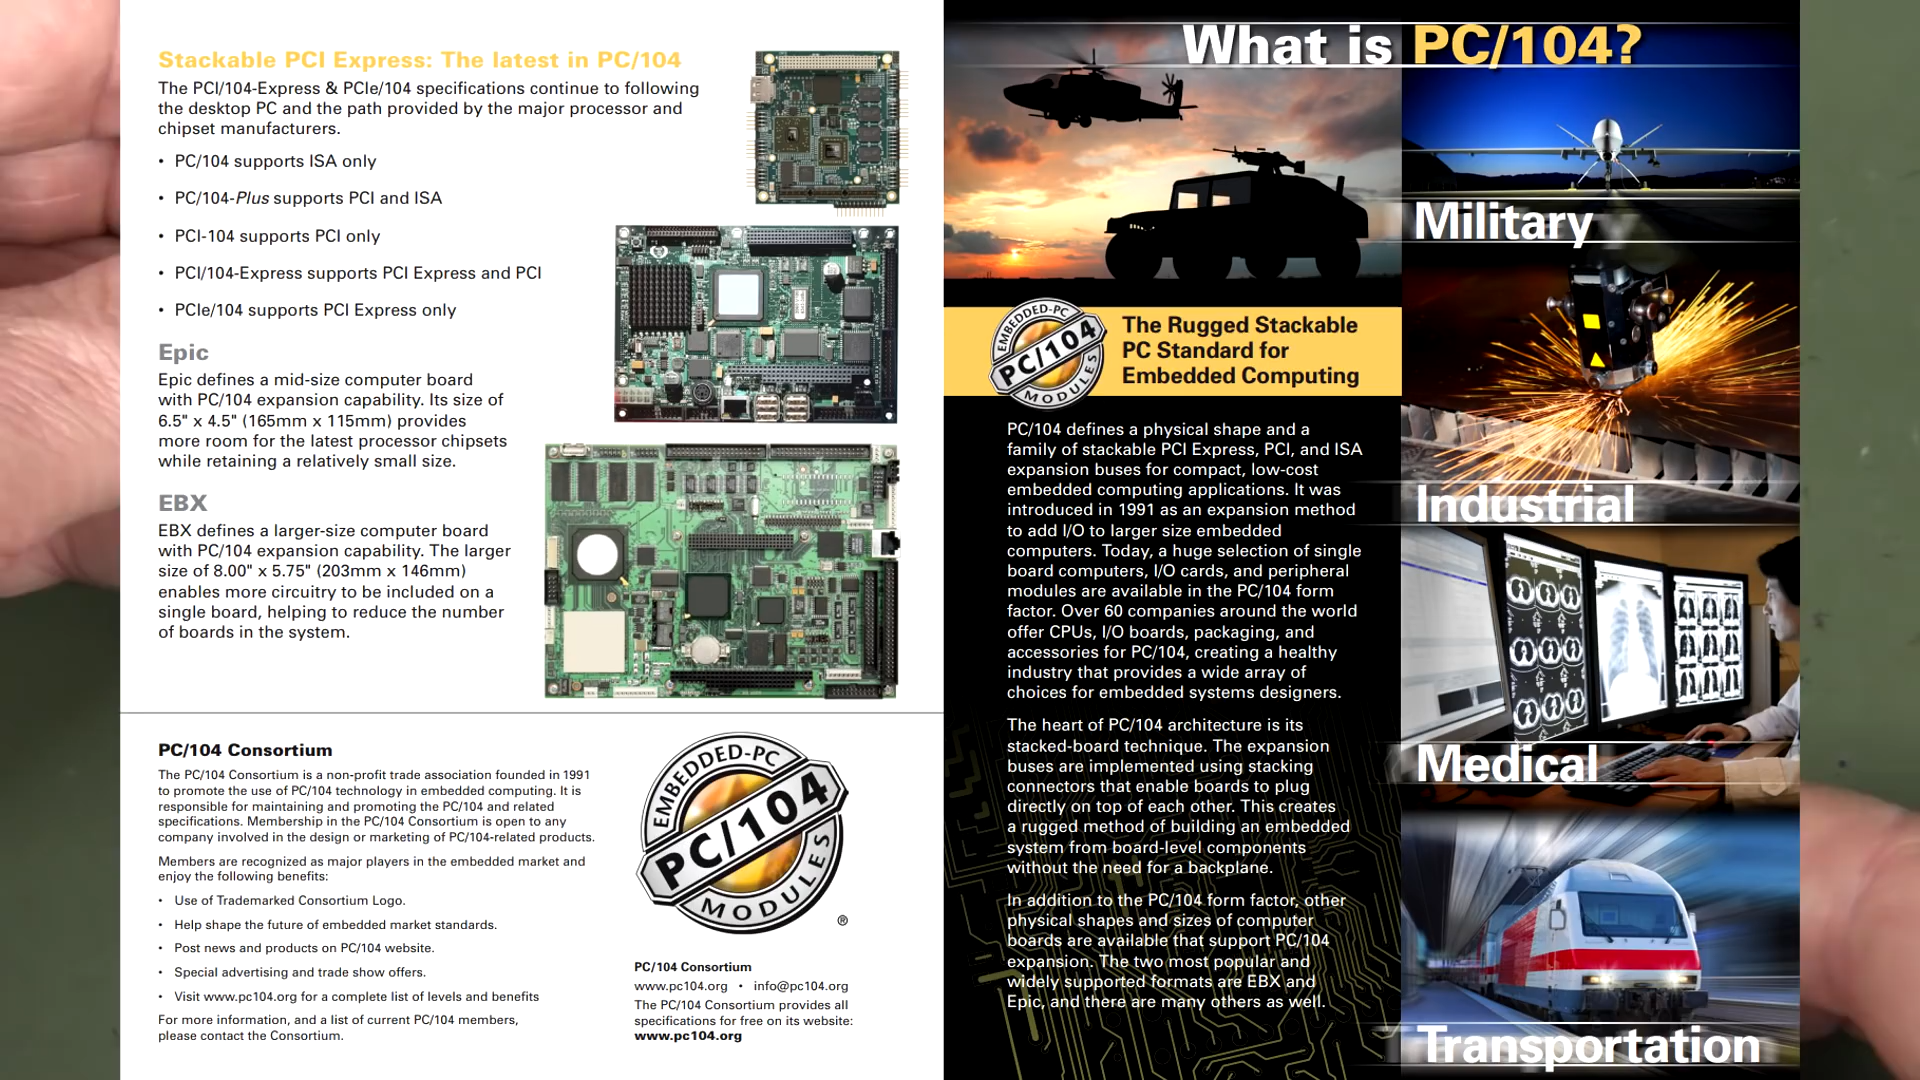 Stackable PCI Express: The latest in PC/104
The PCI/104-Express & PCIe/104 specifications continue to following
the desktop PC and the path provided by the major processor and
chipset manufacturers.
• PC/104 supports ISA only
• PC/104-Plus supports PCI and ISA
• PCI-104 supports PCI only
• PCI/104-Express supports PCI Express and PCI
• PCIe/104 supports PCI Express only
Epic
Epic defines a mid-size computer board
with PC/104 expansion capability. Its size of
6.5" x 4.5" (165mm x 115mm) provides
more room for the latest processor chipsets
while retaining a relatively small size.
EBX
EBX defines a larger-size computer board
with PC/104 expansion capability. The larger
size of 8.00" x 5.75" (203mm x 146mm)
enables more circuitry to be included on a
single board, helping to reduce the number
of boards in the system.
PC/104 Consortium
The PC/104 Consortium is a non-profit trade association founded in 1991
to promote the use of PC/104 technology in embedded computing. It is
responsible for maintaining and promoting the PC/104 and related
specifications. Membership in the PC/104 Consortium is open to any
company involved in the design or marketing of PC/104-related products.
Members are recognized as major players in the embedded market and
enjoy the following benefits:
• Use of Trademarked Consortium Logo.
• Help shape the future of embedded market standards.
• Post news and products on PC/104 website.
• Special advertising and trade show offers.
• Visit www.pc104.org for a complete list of levels and benefits
For more information, and a list of current PC/104 members,
please contact the Consortium.
EMBEDDED-PC
PC/104
MODULES
®
PC/104 Consortium
www.pc104.org • info@pc104.org
The PC/104 Consortium provides all
specifications for free on its website:
www.pc104.org
What is PC/104?
EMBEDDED-PC
PC/104
MODULES
The Rugged Stackable
PC Standard for
Embedded Computing
PC/104 defines a physical shape and a
family of stackable PCI Express, PCI, and ISA
expansion buses for compact, low-cost
embedded computing applications. It was
introduced in 1991 as an expansion method
to add I/O to larger size embedded
computers. Today, a huge selection of single
board computers, I/O cards, and peripheral
modules are available in the PC/104 form
factor. Over 60 companies around the world
offer CPUs, I/O boards, packaging, and
accessories for PC/104, creating a healthy
industry that provides a wide array of
choices for embedded systems designers.
The heart of PC/104 architecture is its
stacked-board technique. The expansion
buses are implemented using stacking
connectors that enable boards to plug
directly on top of each other. This creates
a rugged method of building an embedded
system from board-level components
without the need for a backplane.
In addition to the PC/104 form factor, other
physical shapes and sizes of computer
boards are available that support PC/104
expansion. The two most popular and
widely supported formats are EBX and
Epic, and there are many others as well.
Military
Industrial
Medical
Transportation